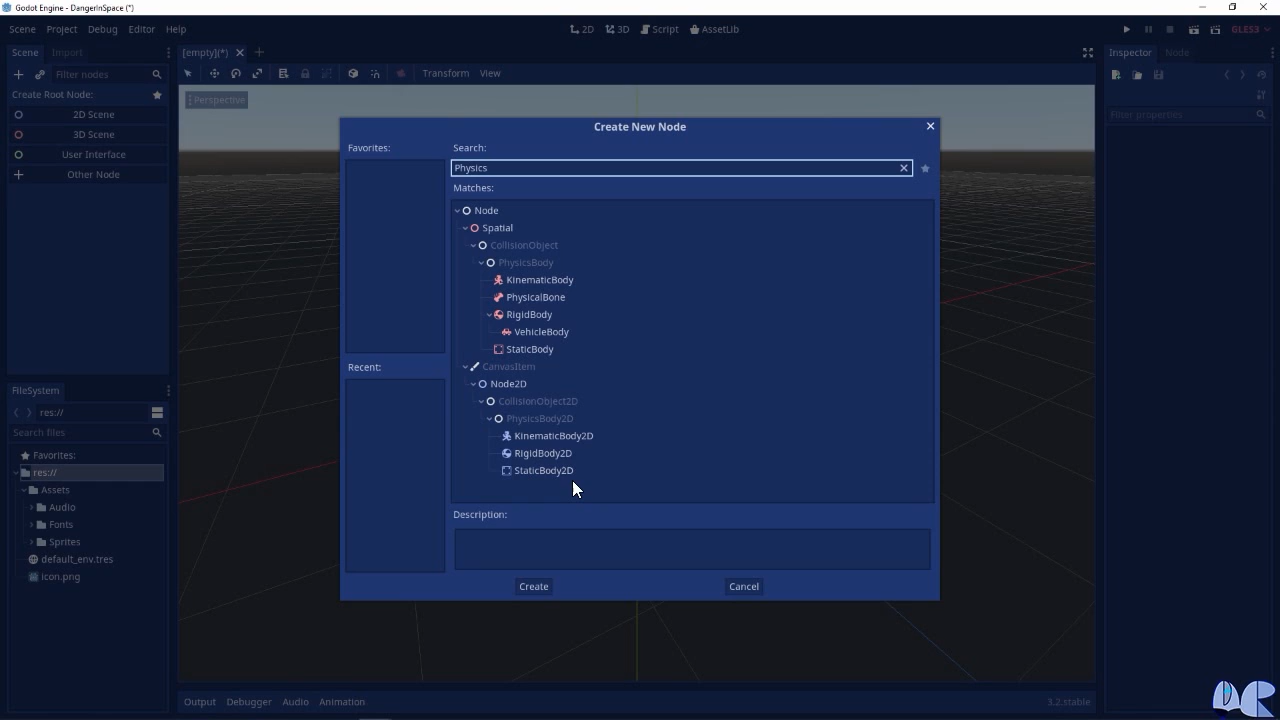 Godot Engine - DangerInSpace (*)
Scene Project Debug Editor Help
2D 3D Script AssetLib
GLES3
Scene Import
[empty](*)
Inspector Node
Filter nodes
Transform View
Create Root Node:
2D Scene
3D Scene
User Interface
Other Node
Perspective
Filter properties
Create New Node
Favorites:
Search:
Physics
Matches:
Node
Spatial
CollisionObject
PhysicsBody
KinematicBody
PhysicalBone
RigidBody
VehicleBody
StaticBody
CanvasItem
Node2D
CollisionObject2D
PhysicsBody2D
KinematicBody2D
RigidBody2D
StaticBody2D
Recent:
Description:
Create Cancel
FileSystem
res://
Search files
Favorites:
res://
Assets
Audio
Fonts
Sprites
default_env.tres
icon.png
Output Debugger Audio Animation
3.2.stable
DR